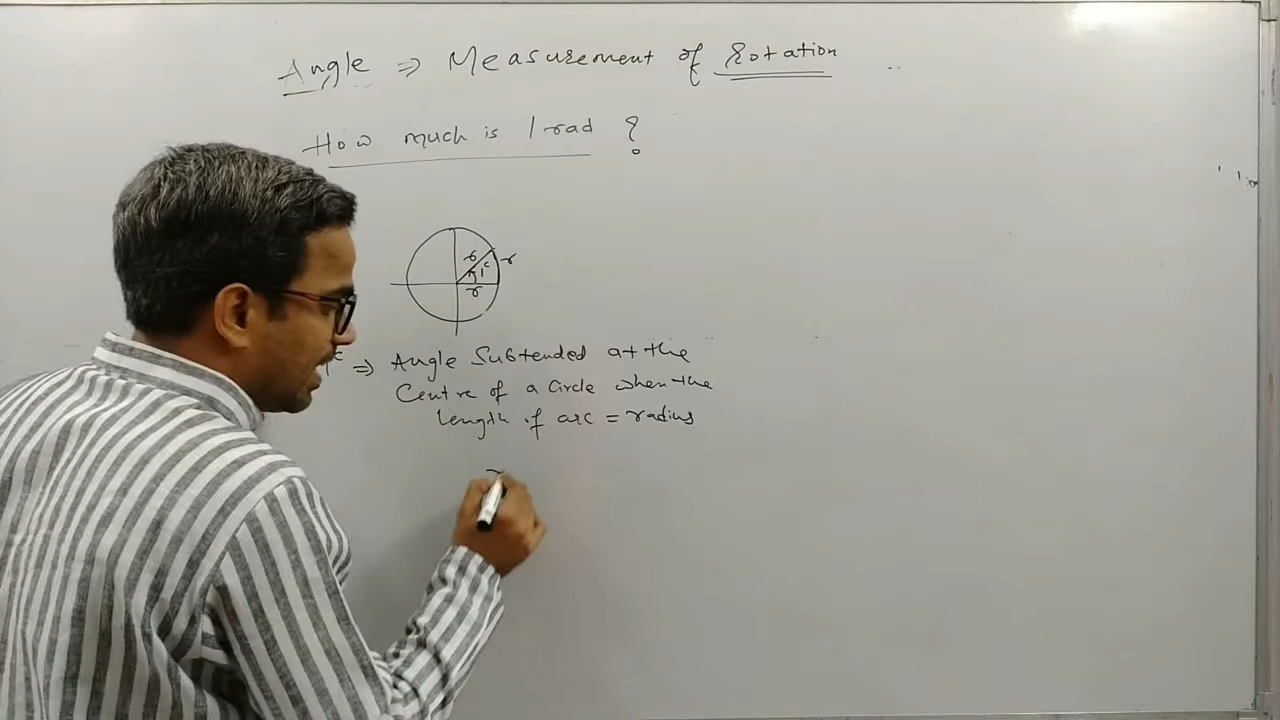 Angle ⇒ Measurement of Rotation
How much is 1 rad ?
r 1ᶜ r
r
1ᶜ ⇒ Angle Subtended at the
Centre of a Circle when the
length of arc = radius